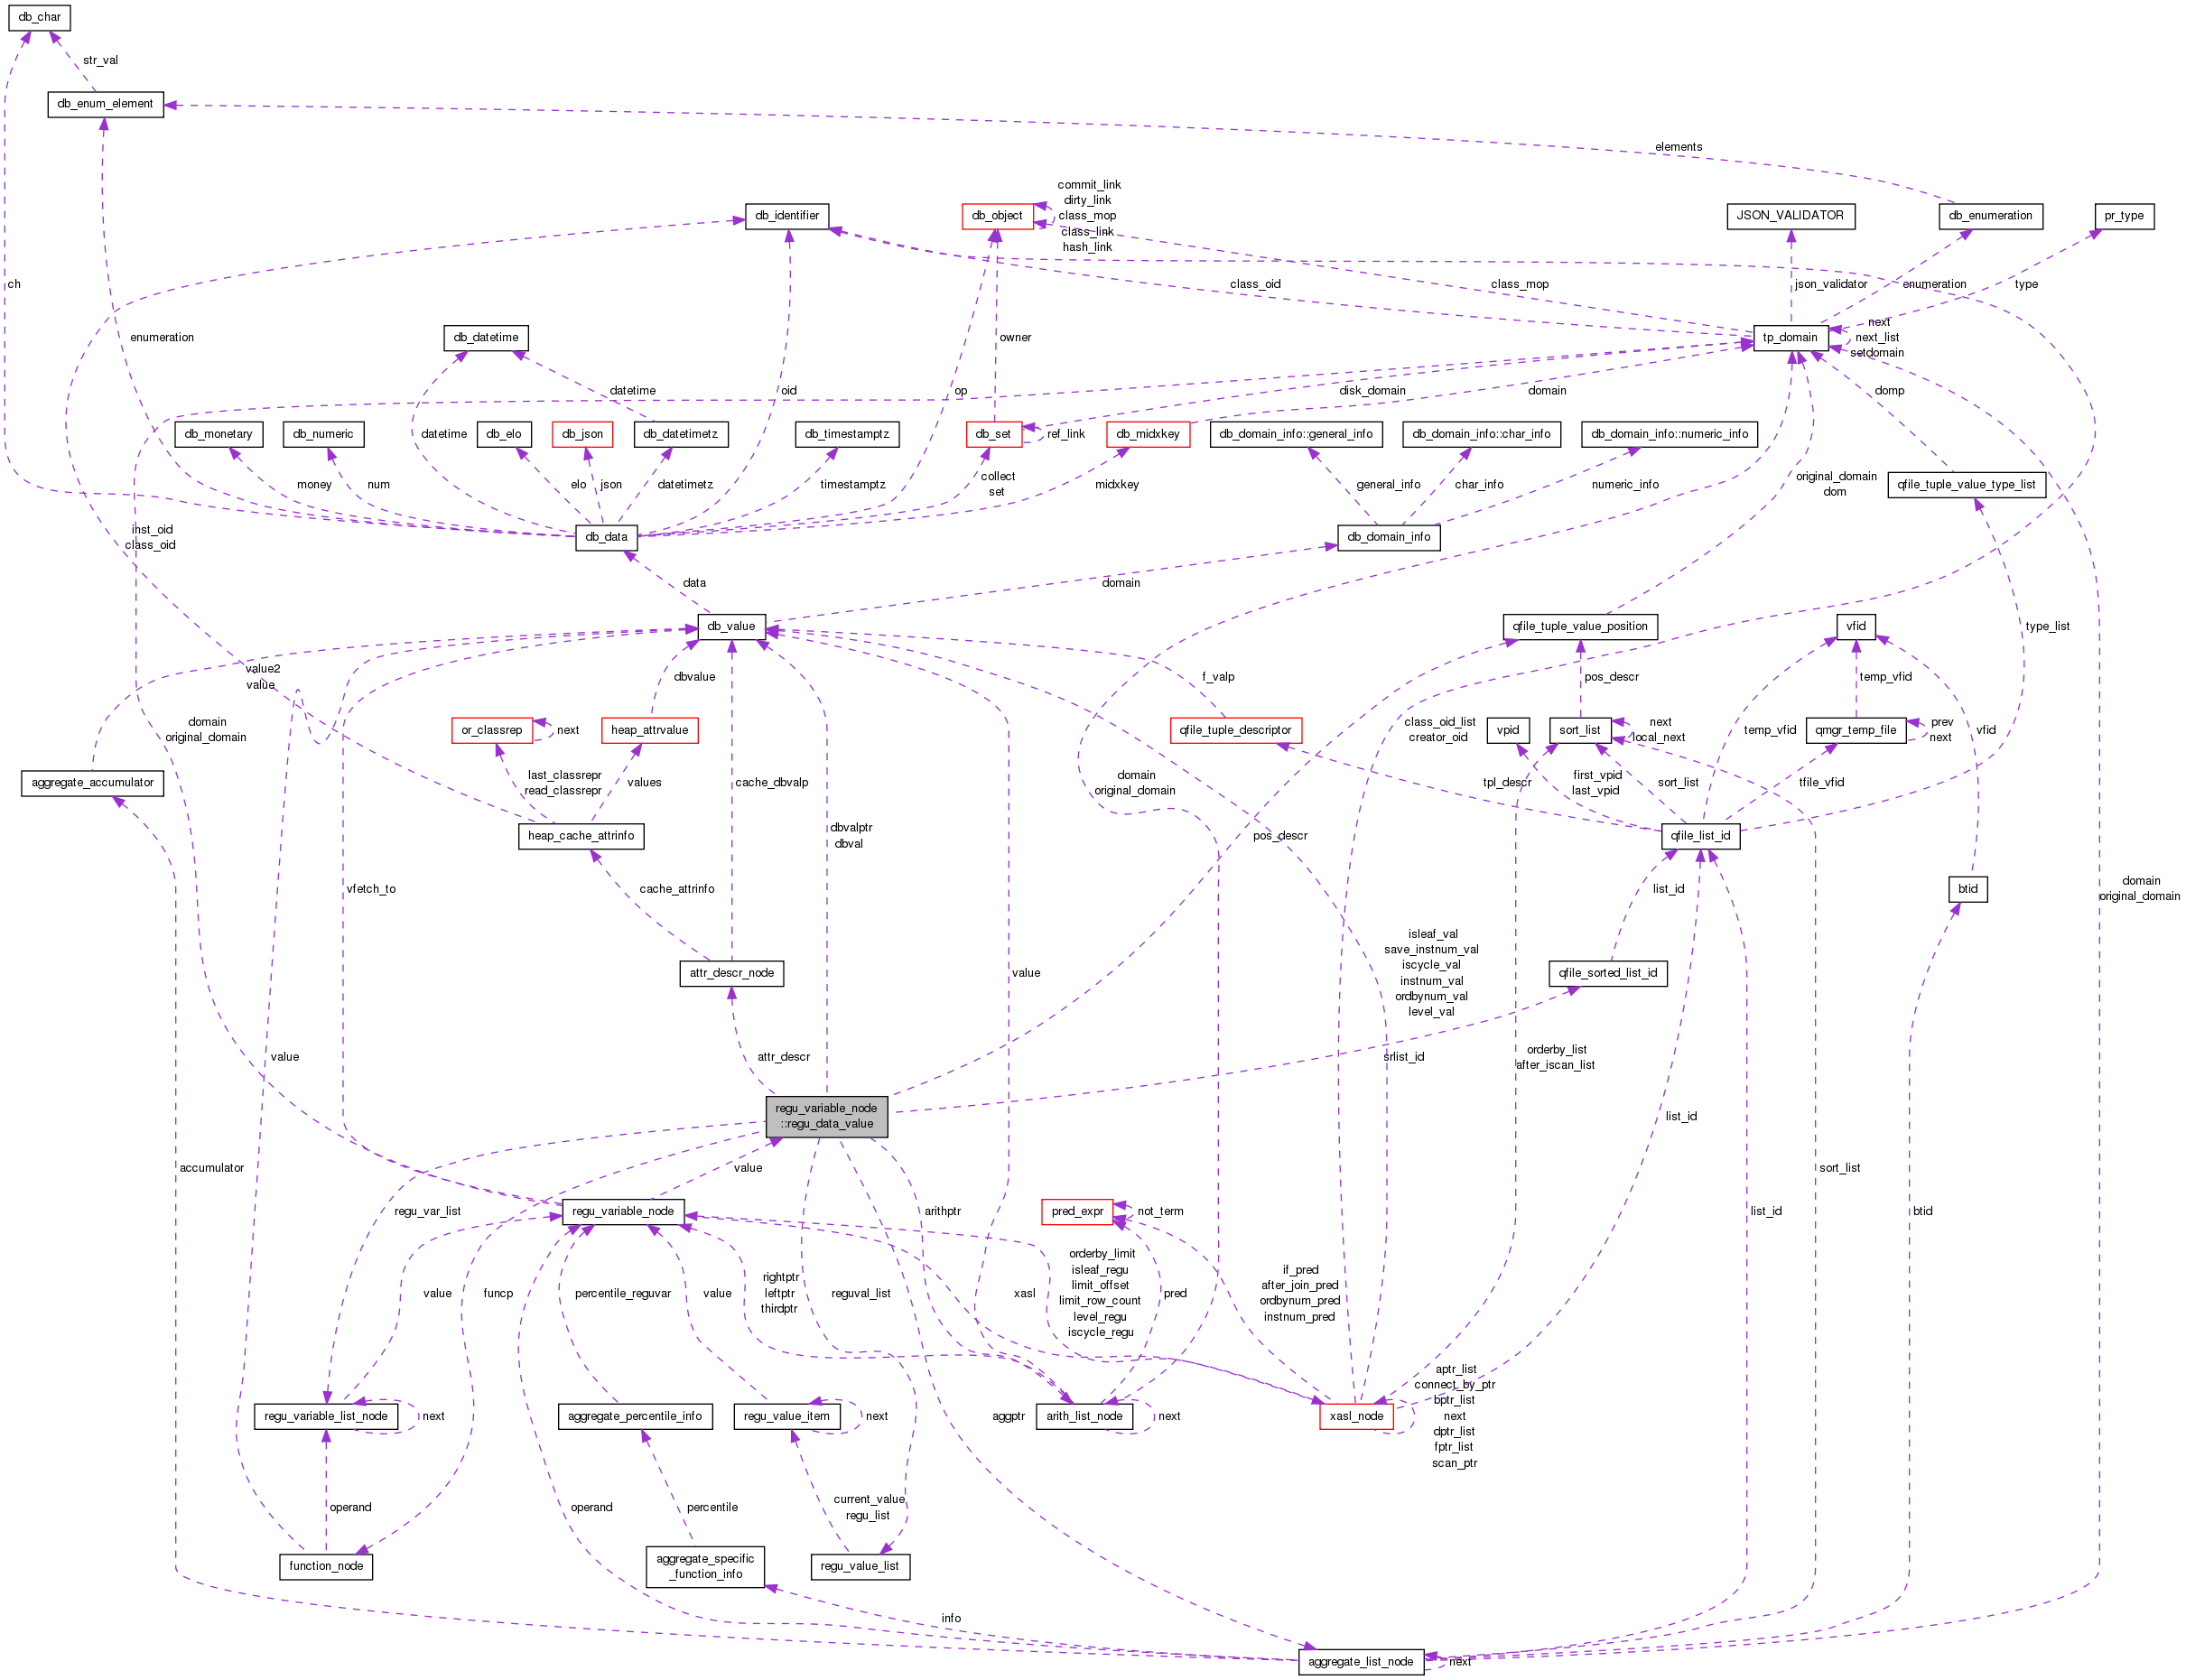 db_char
str_val
db_enum_element
elements
commit_link
dirty_link
class_mop
class_link
hash_link
db_identifier
db_object
JSON_VALIDATOR
db_enumeration
pr_type
ch
class_oid
class_mop
json_validator
enumeration
type
enumeration
db_datetime
owner
tp_domain
next
next_list
setdomain
datetime
oid
op
disk_domain
domain
domp
db_monetary
db_numeric
datetime
db_elo
db_json
db_datetimetz
db_timestamptz
db_set
ref_link
db_midxkey
db_domain_info::general_info
db_domain_info::char_info
db_domain_info::numeric_info
money
num
elo
json
datetimetz
timestamptz
collect
set
midxkey
general_info
char_info
numeric_info
original_domain
dom
qfile_tuple_value_type_list
inst_oid
class_oid
db_data
db_domain_info
data
domain
db_value
qfile_tuple_value_position
vfid
type_list
value2
value
dbvalue
f_valp
pos_descr
temp_vfid
domain
original_domain
or_classrep
next
heap_attrvalue
qfile_tuple_descriptor
class_oid_list
creator_oid
vpid
sort_list
next
local_next
temp_vfid
qmgr_temp_file
prev
next
vfid
aggregate_accumulator
last_classrepr
read_classrepr
values
cache_dbvalp
domain
original_domain
tpl_descr
first_vpid
last_vpid
sort_list
tfile_vfid
heap_cache_attrinfo
dbvalptr
dbval
pos_descr
qfile_list_id
vfetch_to
cache_attrinfo
list_id
btid
domain
original_domain
attr_descr_node
value
isleaf_val
save_instnum_val
iscycle_val
instnum_val
ordbynum_val
level_val
qfile_sorted_list_id
value
attr_descr
srlist_id
orderby_list
after_iscan_list
regu_variable_node
::regu_data_value
list_id
accumulator
value
sort_list
regu_var_list
regu_variable_node
arithptr
pred_expr
not_term
list_id
btid
value
funcp
percentile_reguvar
value
rightptr
leftptr
thirdptr
reguval_list
xasl
orderby_limit
isleaf_regu
limit_offset
limit_row_count
level_regu
iscycle_regu
pred
if_pred
after_join_pred
ordbynum_pred
instnum_pred
regu_variable_list_node
next
aggregate_percentile_info
regu_value_item
next
aggptr
arith_list_node
next
xasl_node
aptr_list
connect_by_ptr
bptr_list
next
dptr_list
fptr_list
scan_ptr
operand
operand
percentile
current_value
regu_list
function_node
aggregate_specific
_function_info
regu_value_list
info
aggregate_list_node
next